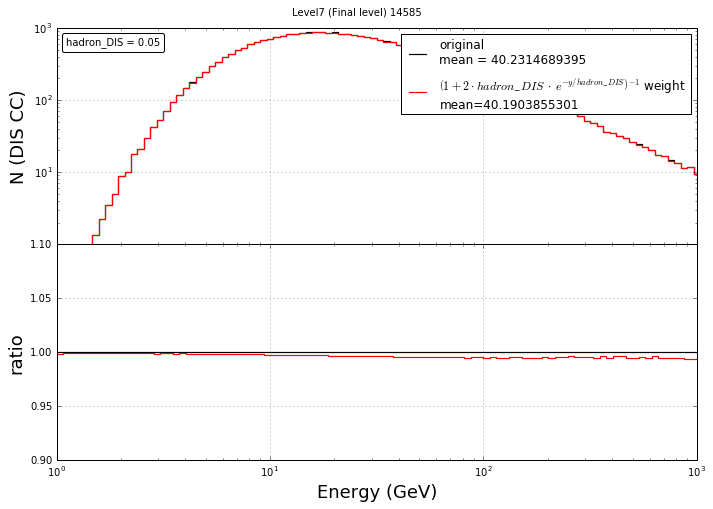 Level7 (Final level) 14585
hadron_DIS = 0.05
original
mean = 40.2314689395
(1 + 2 · hadron_DIS · e^{-y/hadron_DIS})^{-1} weight
mean=40.1903855301
N (DIS CC)
10^3
10^2
10^1
1.10
1.05
1.00
0.95
0.90
ratio
10^0 10^1 10^2 10^3
Energy (GeV)